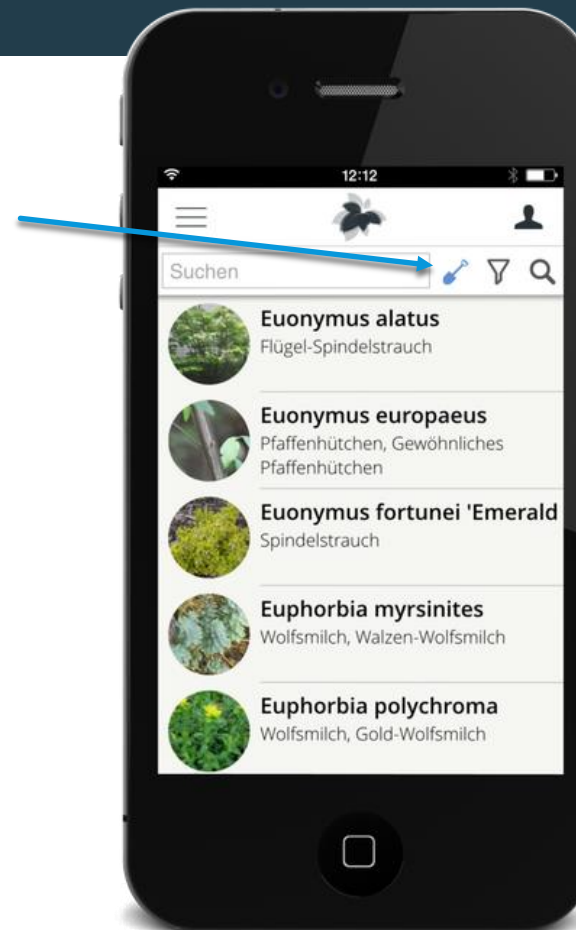 12:12
Suchen
Euonymus alatus
Flügel-Spindelstrauch
Euonymus europaeus
Pfaffenhütchen, Gewöhnliches
Pfaffenhütchen
Euonymus fortunei 'Emerald
Spindelstrauch
Euphorbia myrsinites
Wolfsmilch, Walzen-Wolfsmilch
Euphorbia polychroma
Wolfsmilch, Gold-Wolfsmilch